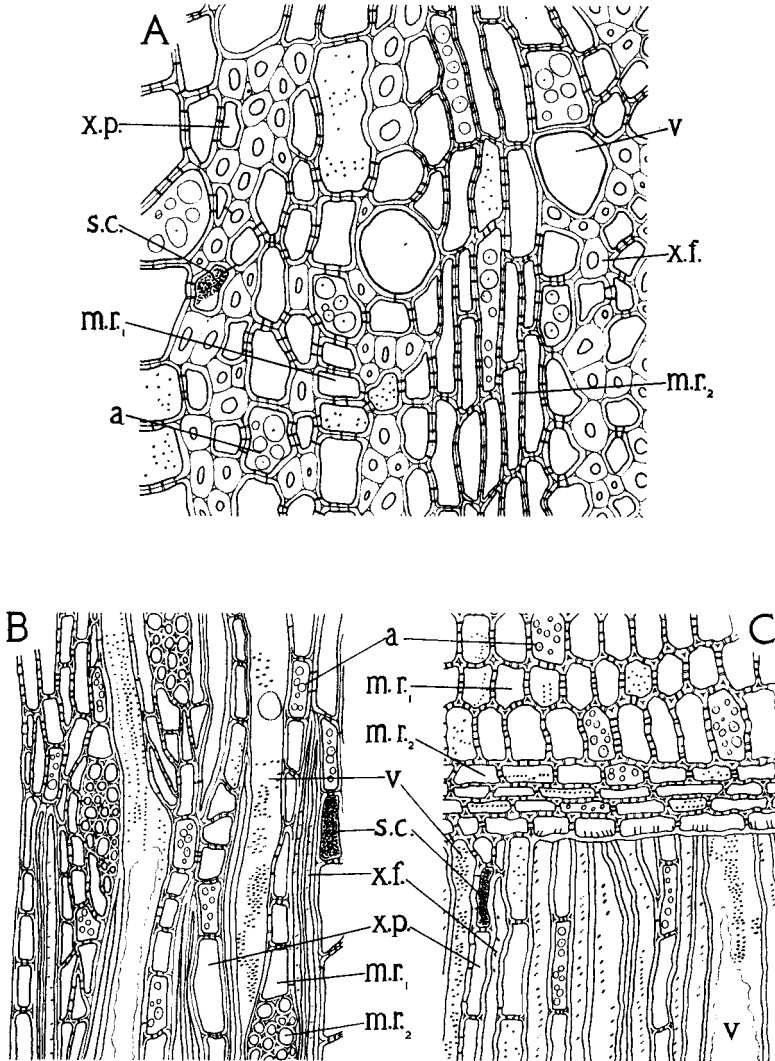 A
x.p.
v
s.c.
x.f.
m.r.₁
m.r.₂
a
B
C
a
m.r.₁
m.r.₂
v
s.c.
x.f.
x.p.
m.r.₁
m.r.₂
v